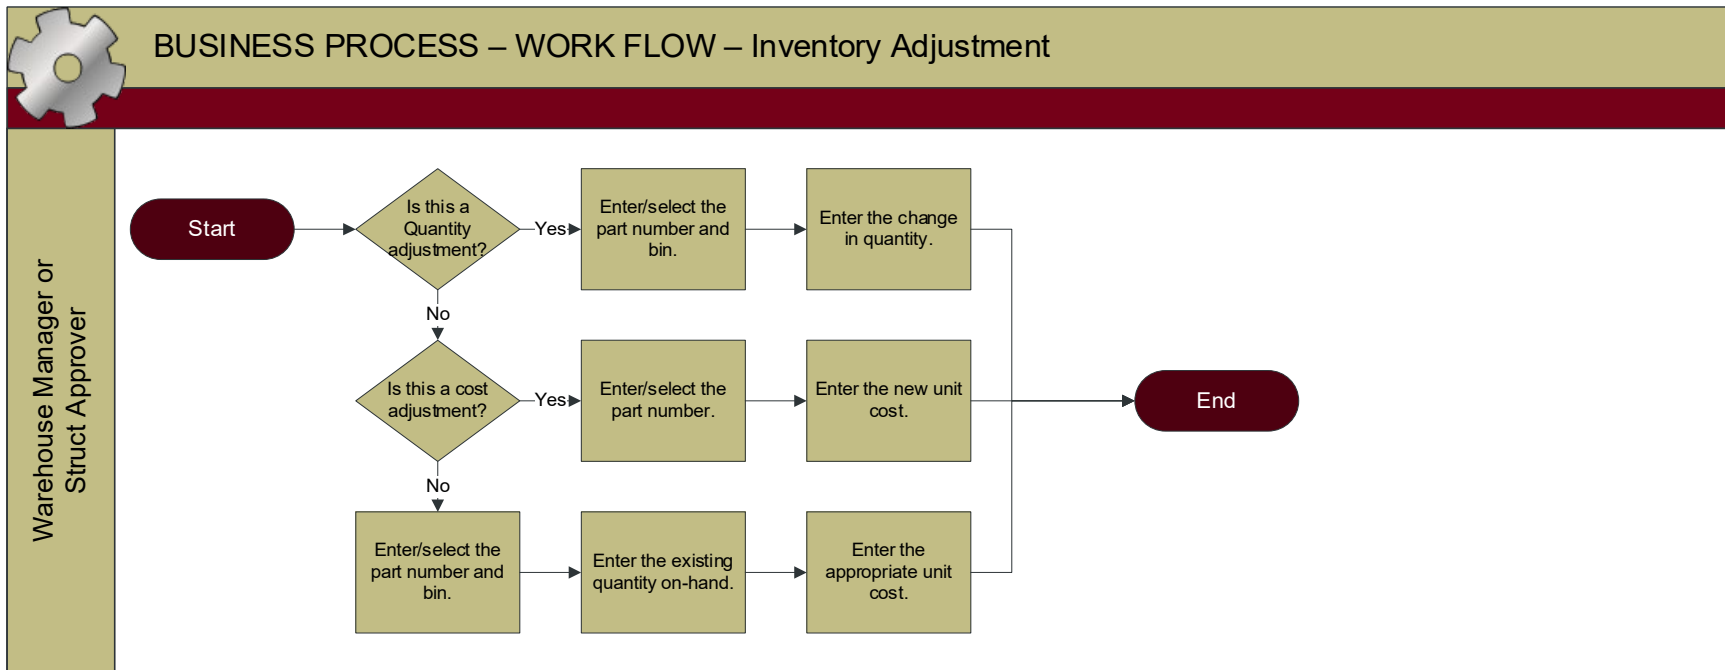 BUSINESS PROCESS – WORK FLOW – Inventory Adjustment
Warehouse Manager or
Struct Approver
Start
Is this a
Quantity
adjustment?
Yes
Enter/select the
part number and
bin.
Enter the change
in quantity.
No
Is this a cost
adjustment?
Yes
Enter/select the
part number.
Enter the new unit
cost.
End
No
Enter/select the
part number and
bin.
Enter the existing
quantity on-hand.
Enter the
appropriate unit
cost.